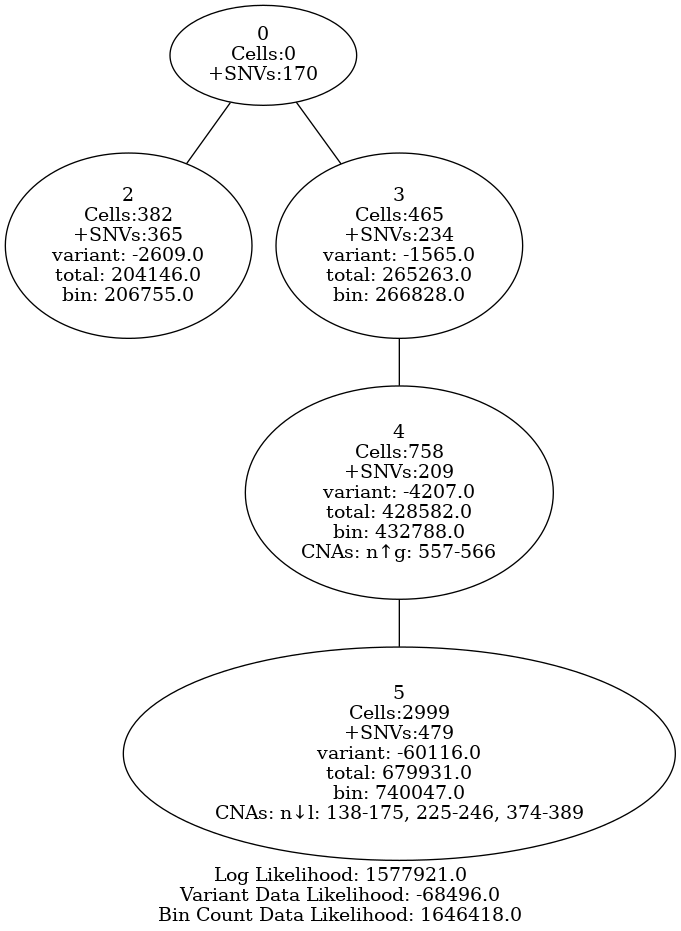 0
Cells:0
+SNVs:170
2
Cells:382
+SNVs:365
variant: -2609.0
total: 204146.0
bin: 206755.0
3
Cells:465
+SNVs:234
variant: -1565.0
total: 265263.0
bin: 266828.0
4
Cells:758
+SNVs:209
variant: -4207.0
total: 428582.0
bin: 432788.0
CNAs: n↑g: 557-566
5
Cells:2999
+SNVs:479
variant: -60116.0
total: 679931.0
bin: 740047.0
CNAs: n↓l: 138-175, 225-246, 374-389
Log Likelihood: 1577921.0
Variant Data Likelihood: -68496.0
Bin Count Data Likelihood: 1646418.0